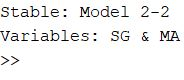 Stable: Model 2-2
Variables: SG & MA
>>